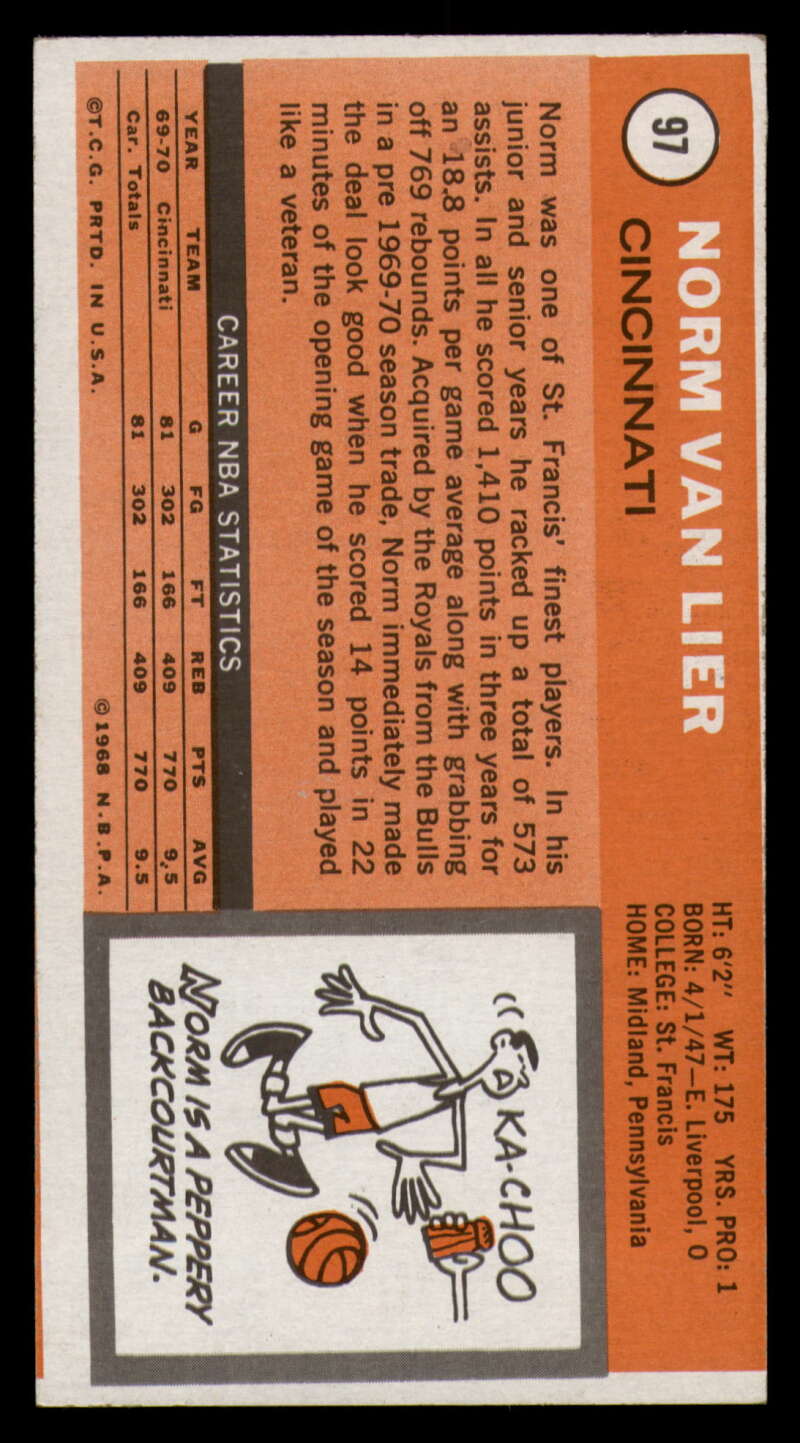 97
NORM VAN LIER
CINCINNATI
HT: 6'2" WT: 175 YRS. PRO: 1
BORN: 4/1/47—E. Liverpool, O
COLLEGE: St. Francis
HOME: Midland, Pennsylvania
Norm was one of St. Francis' finest players. In his
junior and senior years he racked up a total of 573
assists. In all he scored 1,410 points in three years for
an 18.8 points per game average along with grabbing
off 769 rebounds. Acquired by the Royals from the Bulls
in a pre 1969-70 season trade, Norm immediately made
the deal look good when he scored 14 points in 22
minutes of the opening game of the season and played
like a veteran.
CAREER NBA STATISTICS
YEAR TEAM G FG FT REB PTS AVG
69-70 Cincinnati 81 302 166 409 770 9.5
Car. Totals 81 302 166 409 770 9.5
©T.C.G. PRTD. IN U.S.A. ©1968 N.B.P.A.
KA-CHOO
NORM IS A PEPPERY
BACKCOURTMAN.